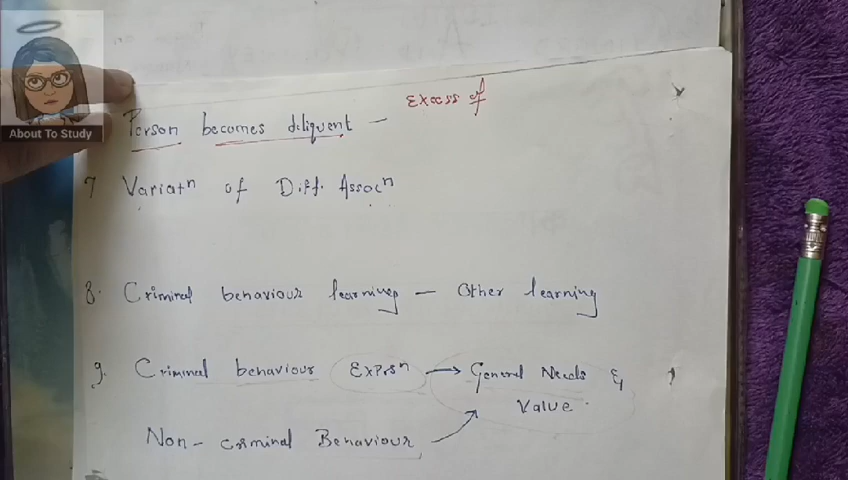 Excess of
About To Study
Person becomes diliquent —
7 Variatn of Diff. Assocn
8. Criminal behaviour learning — Other learning
9. Criminal behaviour Exprsn → General Needs &
Value
Non-criminal Behaviour